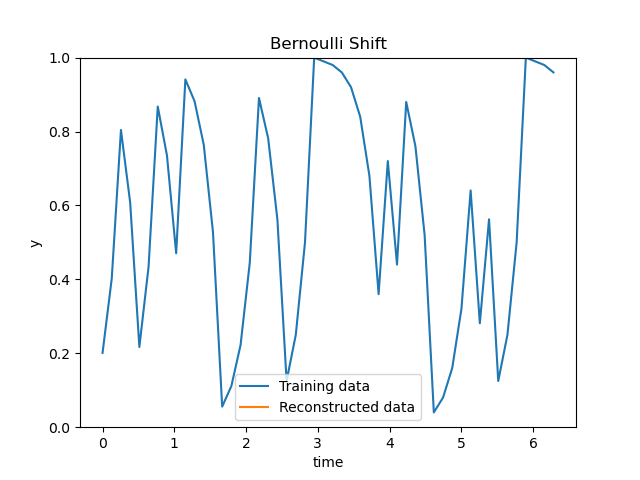 Bernoulli Shift
1.0
0.8
0.6
0.4
0.2
0.0
y
Training data
Reconstructed data
0 1 2 3 4 5 6
time